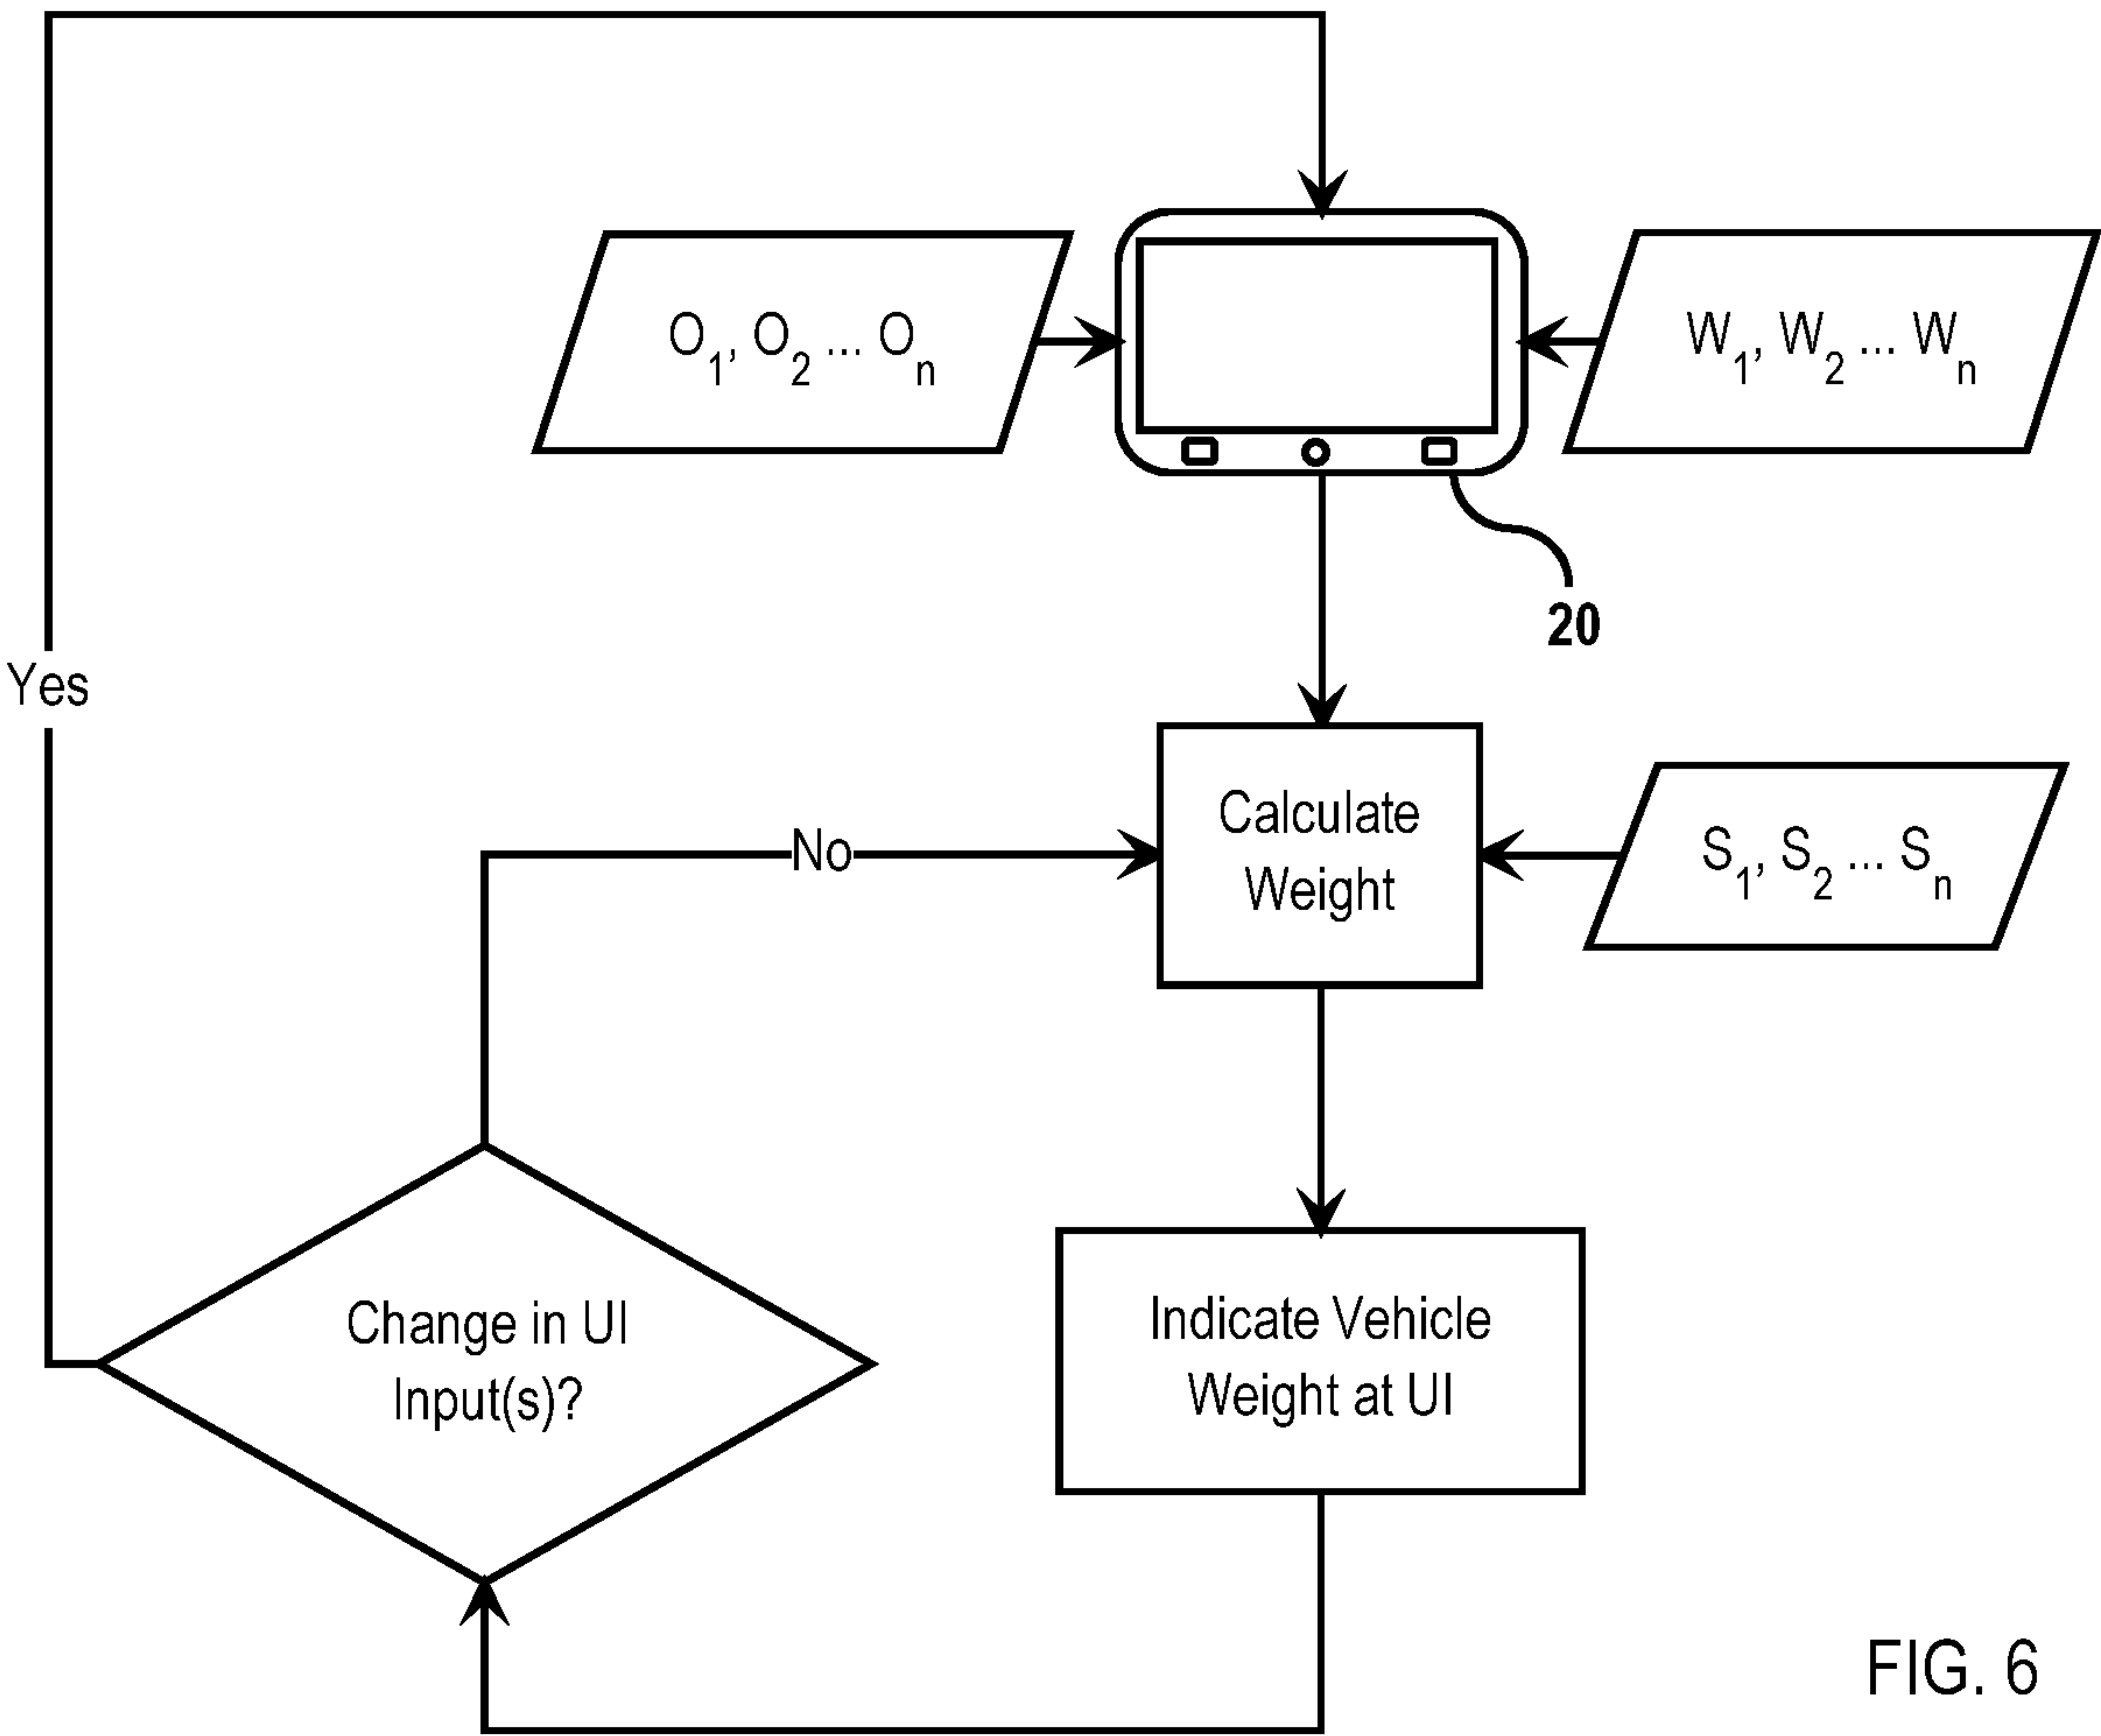 O₁, O₂ ... Oₙ
W₁, W₂ ... Wₙ
20
Yes
Calculate
Weight
No
S₁, S₂ ... Sₙ
Change in UI
Input(s)?
Indicate Vehicle
Weight at UI
FIG. 6